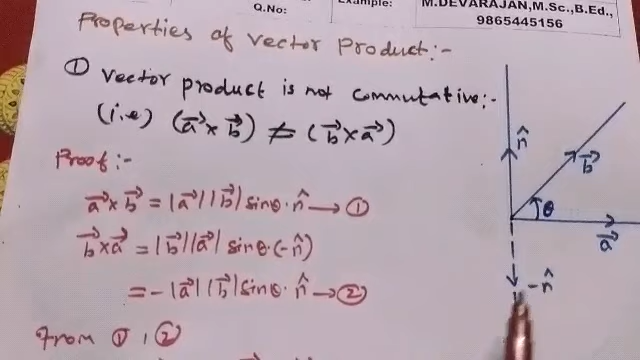 Q.No:
Example:
M.DEVARAJAN,M.Sc.,B.Ed.,
9865445156
Properties of vector Product:-
① Vector product is not commutative:-
(i.e) (a⃗ × b⃗) ≠ (b⃗ × a⃗)
Proof:-
a⃗ × b⃗ = |a⃗| |b⃗| sinθ · n̂ → ①
b⃗ × a⃗ = |b⃗| |a⃗| sinθ · (-n̂)
= -|a⃗| |b⃗| sinθ · n̂ → ②
From ①, ②
n̂
b⃗
θ
a⃗
-n̂